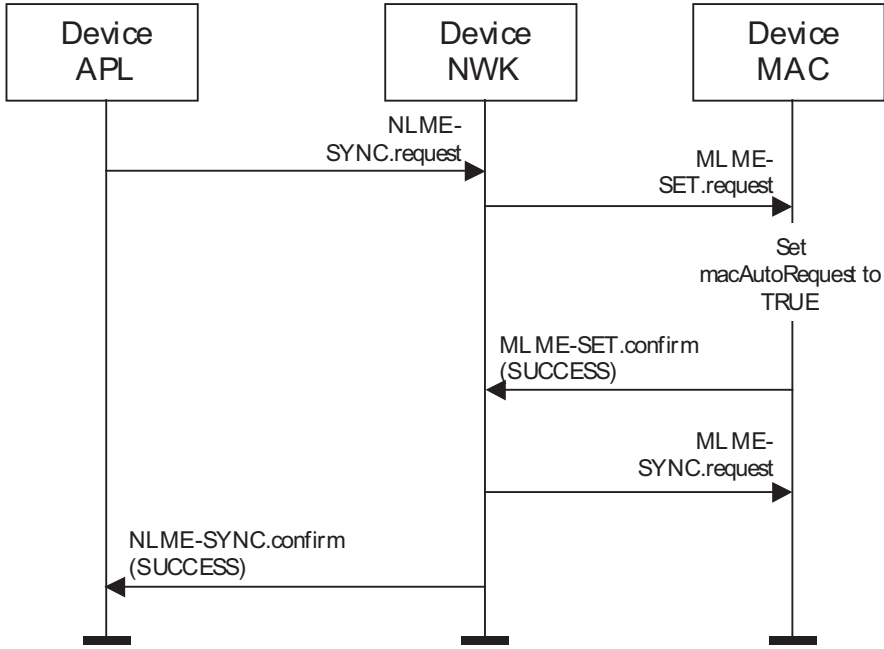 Device
APL
Device
NWK
Device
MAC
NLME-
SYNC.request
MLME-
SET.request
Set
macAutoRequest to
TRUE
MLME-SET.confirm
(SUCCESS)
MLME-
SYNC.request
NLME-SYNC.confirm
(SUCCESS)